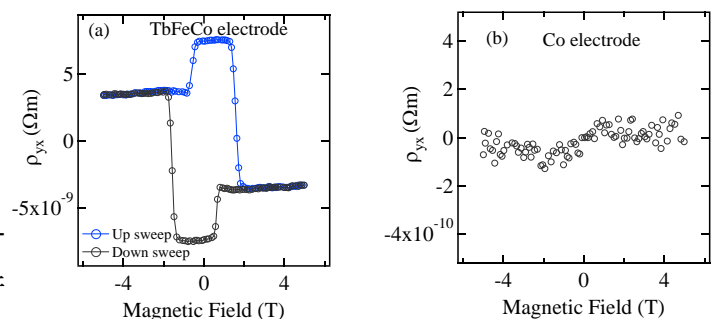 (a) TbFeCo electrode
5
0
-5x10⁻⁹
ρyx (Ωm)
Up sweep
Down sweep
-4 0 4
Magnetic Field (T)
(b) Co electrode
4
2
0
-2
-4x10⁻¹⁰
ρyx (Ωm)
-4 0 4
Magnetic Field (T)